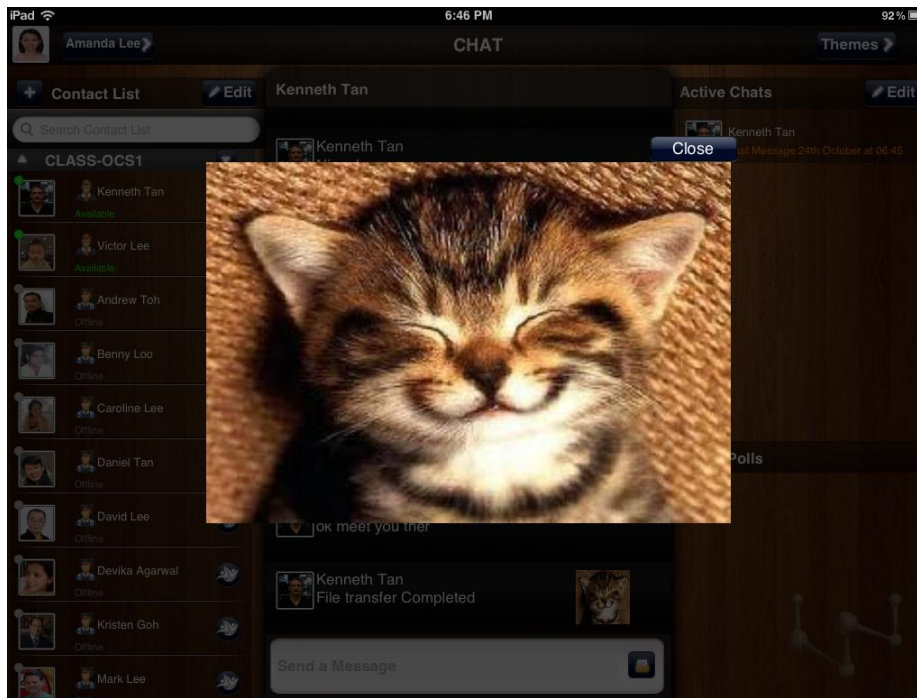 iPad
6:46 PM
92%
Amanda Lee
CHAT
Themes
+ Contact List
Edit
Search Contact List
CLASS-OCS1
Kenneth Tan
Available
Victor Lee
Available
Andrew Toh
Offline
Benny Loo
Offline
Caroline Lee
Offline
Daniel Tan
Offline
David Lee
Offline
Devika Agarwal
Offline
Kristen Goh
Offline
Mark Lee
Kenneth Tan
Kenneth Tan
Close
ok meet you ther
Kenneth Tan
File transfer Completed
Send a Message
Active Chats
Edit
Kenneth Tan
Message 24th October at 06:45
Polls